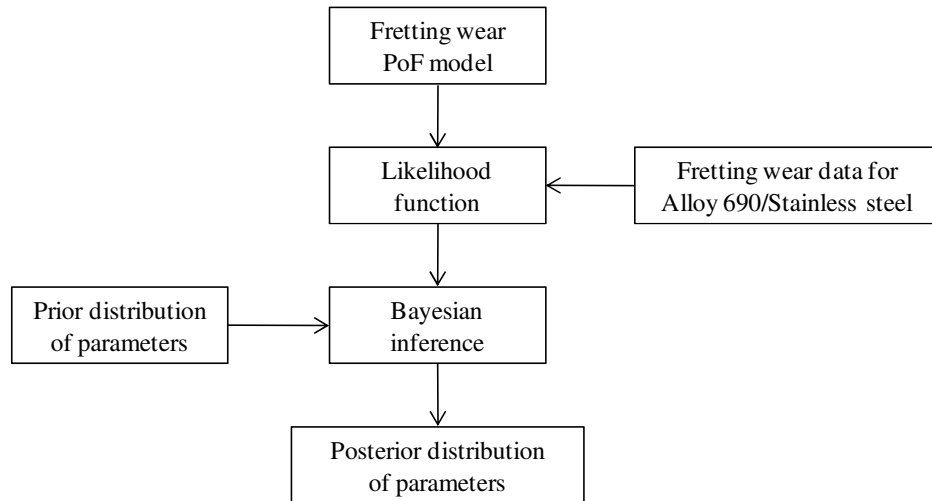 Fretting wear
PoF model
Likelihood
function
Fretting wear data for
Alloy 690/Stainless steel
Prior distribution
of parameters
Bayesian
inference
Posterior distribution
of parameters